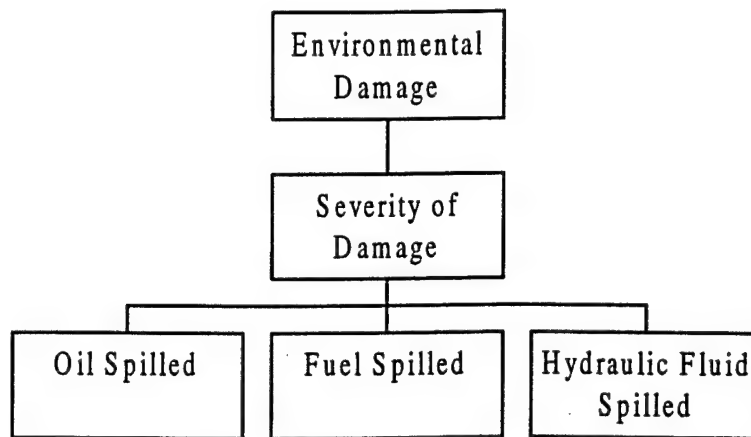 Environmental
Damage
Severity of
Damage
Oil Spilled
Fuel Spilled
Hydraulic Fluid
Spilled